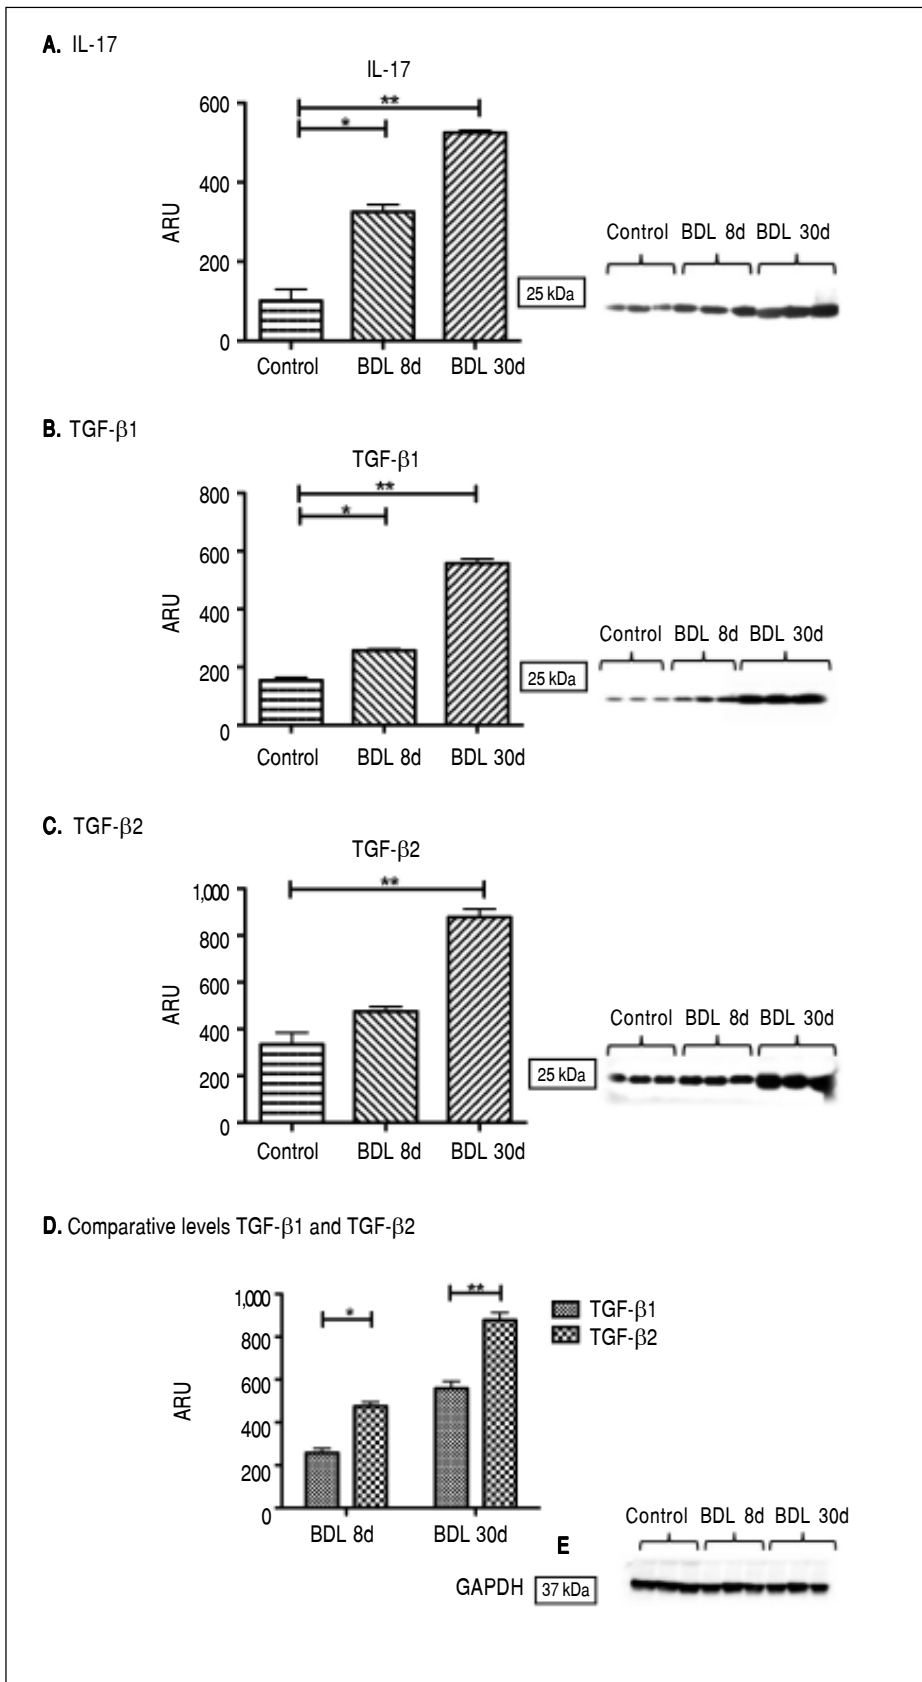 A. IL-17
IL-17
600
400
200
0
ARU
**
*
Control
BDL 8d
BDL 30d
25 kDa
Control BDL 8d BDL 30d
B. TGF-β1
TGF-β1
800
600
400
200
0
ARU
**
*
Control
BDL 8d
BDL 30d
25 kDa
Control BDL 8d BDL 30d
C. TGF-β2
TGF-β2
1,000
800
600
400
200
0
ARU
**
Control
BDL 8d
BDL 30d
25 kDa
Control BDL 8d BDL 30d
D. Comparative levels TGF-β1 and TGF-β2
1,000
800
600
400
200
0
ARU
*
**
TGF-β1
TGF-β2
BDL 8d
BDL 30d
E
Control BDL 8d BDL 30d
GAPDH 37 kDa